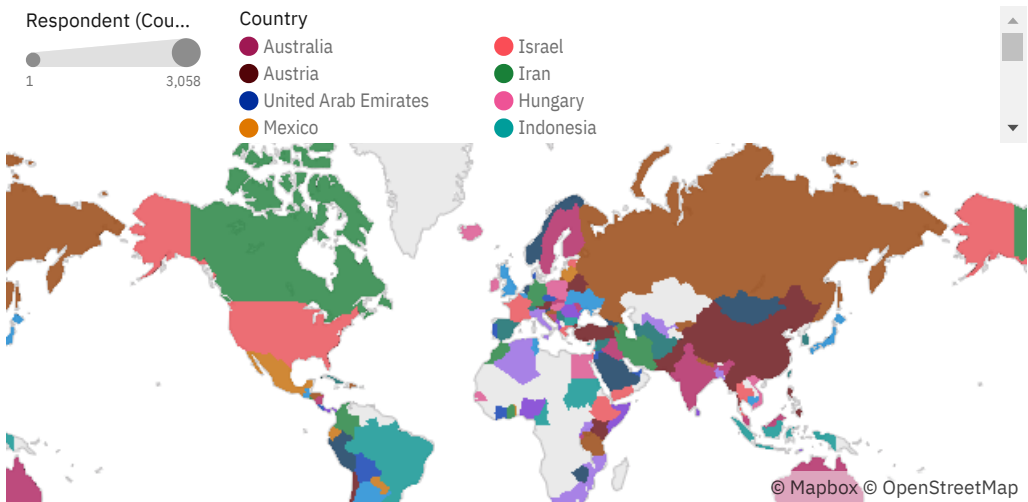 Respondent (Cou...
1
3,058
Country
Australia
Austria
United Arab Emirates
Mexico
Israel
Iran
Hungary
Indonesia
© Mapbox © OpenStreetMap